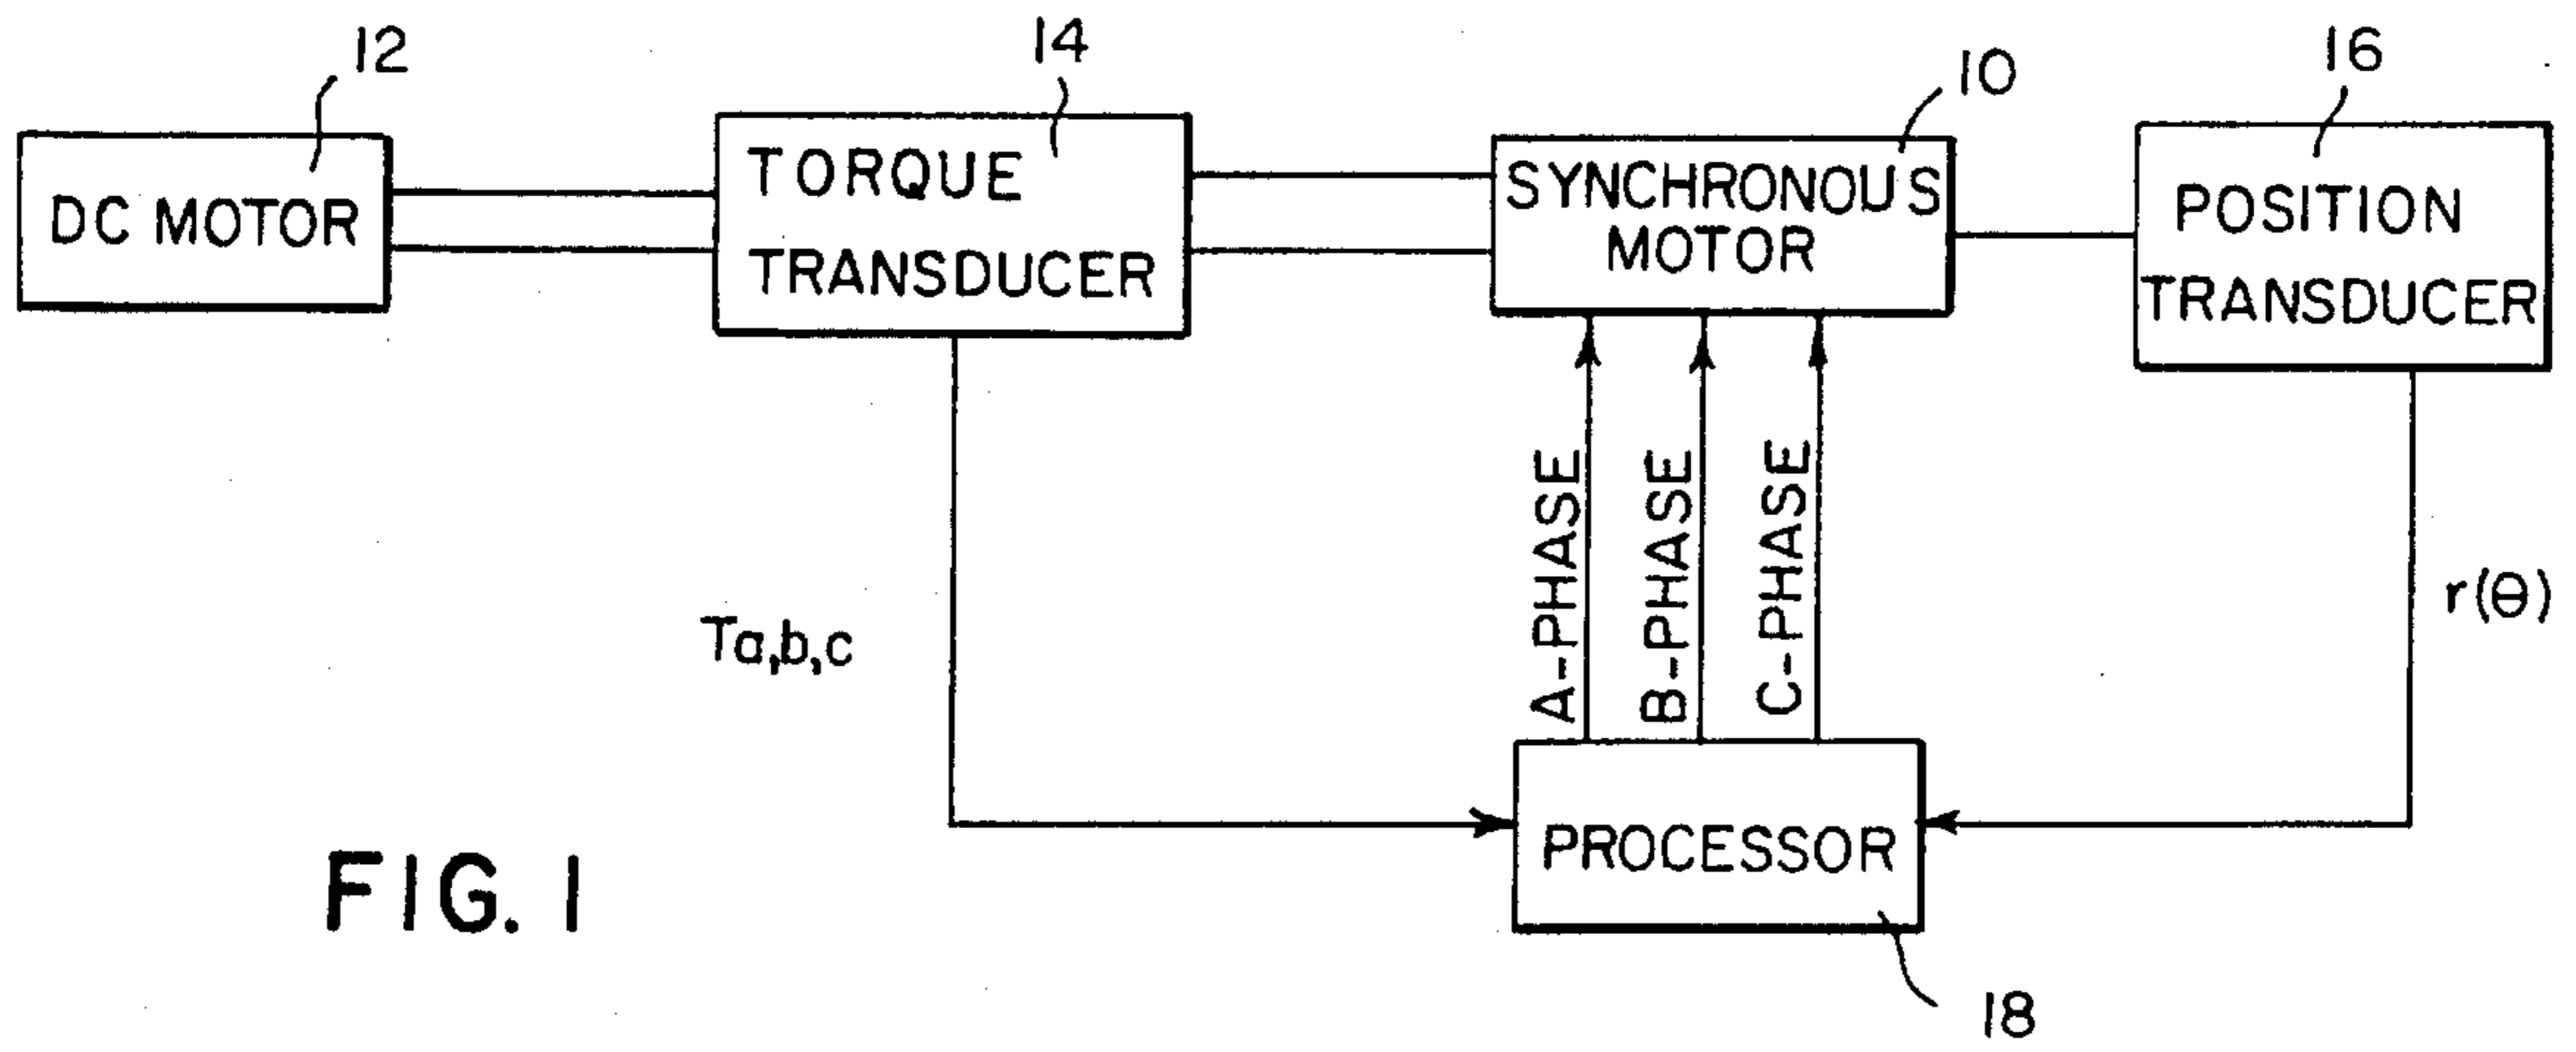 12
14
10
16
DC MOTOR
TORQUE
TRANSDUCER
SYNCHRONOUS
MOTOR
POSITION
TRANSDUCER
A-PHASE
B-PHASE
C-PHASE
Ta,b,c
r(θ)
PROCESSOR
18
FIG. 1